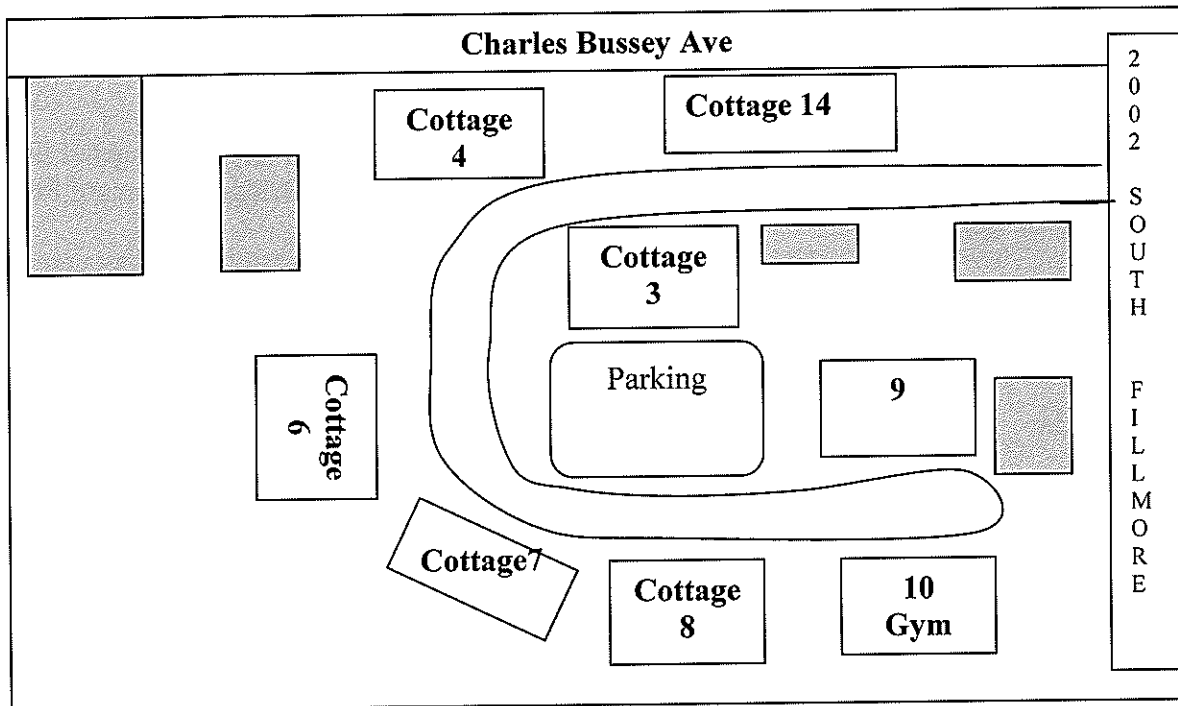 Charles Bussey Ave
Cottage
4
Cottage 14
2002 SOUTH FILLMORE
Cottage
3
Parking
9
Cottage
6
Cottage7
Cottage
8
10
Gym